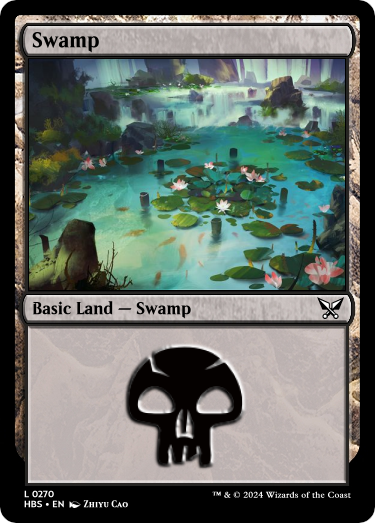 Swamp
Basic Land — Swamp
L 0270
HBS • EN Zhiyu Cao
™ & © 2024 Wizards of the Coast